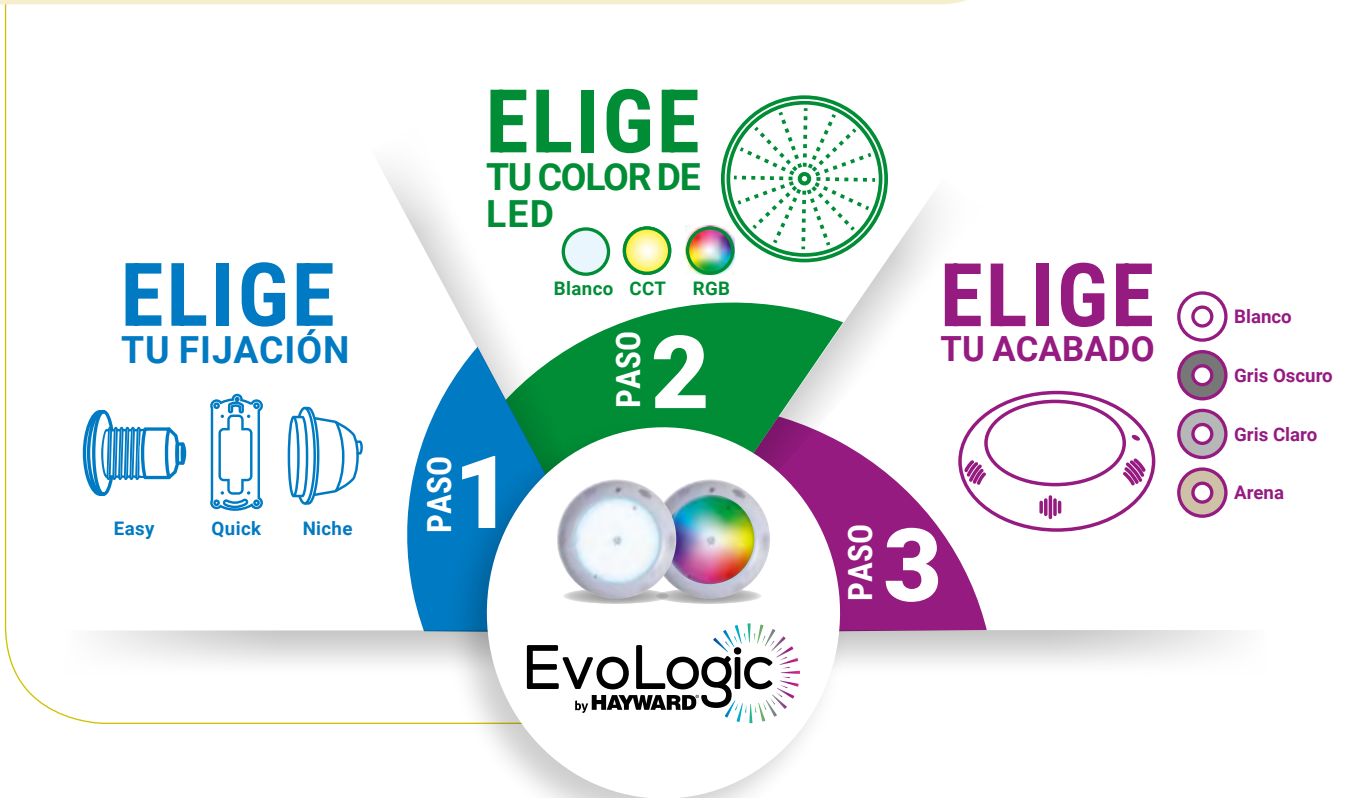 ELIGE
TU FIJACIÓN
Easy
Quick
Niche
PASO 1
ELIGE
TU COLOR DE
LED
Blanco
CCT
RGB
PASO 2
ELIGE
TU ACABADO
Blanco
Gris Oscuro
Gris Claro
Arena
PASO 3
EvoLogic
by HAYWARD®